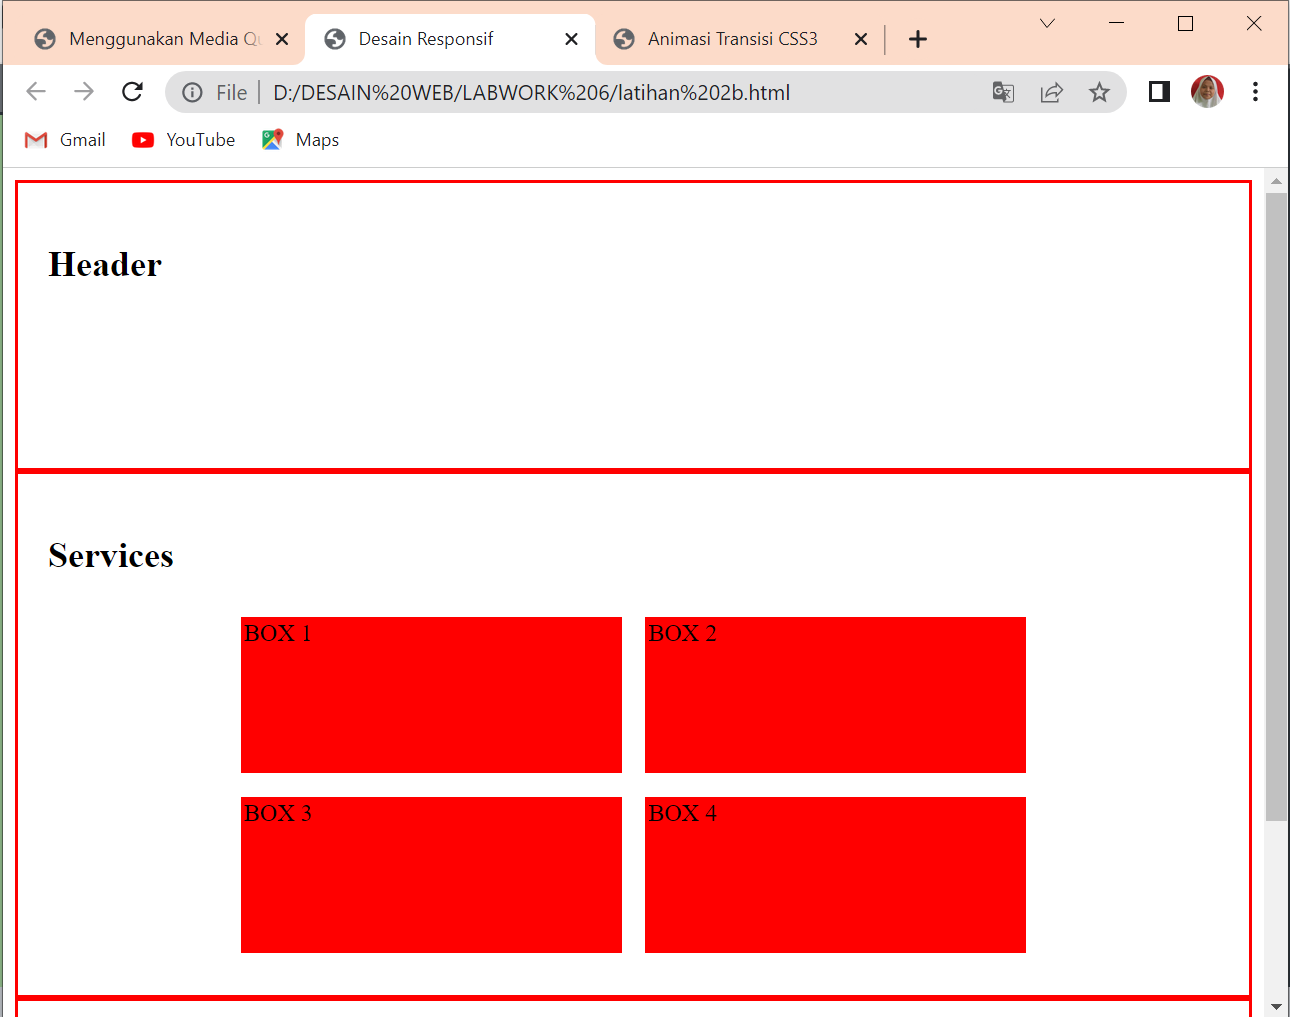 Menggunakan Media Qu
Desain Responsif
Animasi Transisi CSS3
File
D:/DESAIN%20WEB/LABWORK%206/latihan%202b.html
Gmail
YouTube
Maps
Header
Services
BOX 1
BOX 2
BOX 3
BOX 4